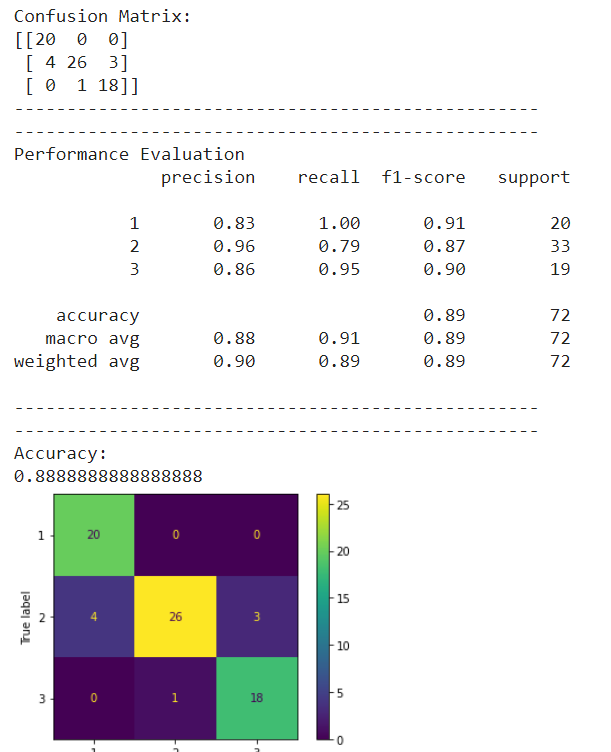 Confusion Matrix:
[[20  0  0]
 [ 4 26  3]
 [ 0  1 18]]
--------------------------------------------------
--------------------------------------------------
Performance Evaluation
              precision    recall  f1-score   support

           1       0.83      1.00      0.91        20
           2       0.96      0.79      0.87        33
           3       0.86      0.95      0.90        19

    accuracy                           0.89        72
   macro avg       0.88      0.91      0.89        72
weighted avg       0.90      0.89      0.89        72

--------------------------------------------------
--------------------------------------------------
Accuracy:
0.8888888888888888
25
1 20 0 0
20
15
True label
2 4 26 3
10
5
3 0 1 18
0